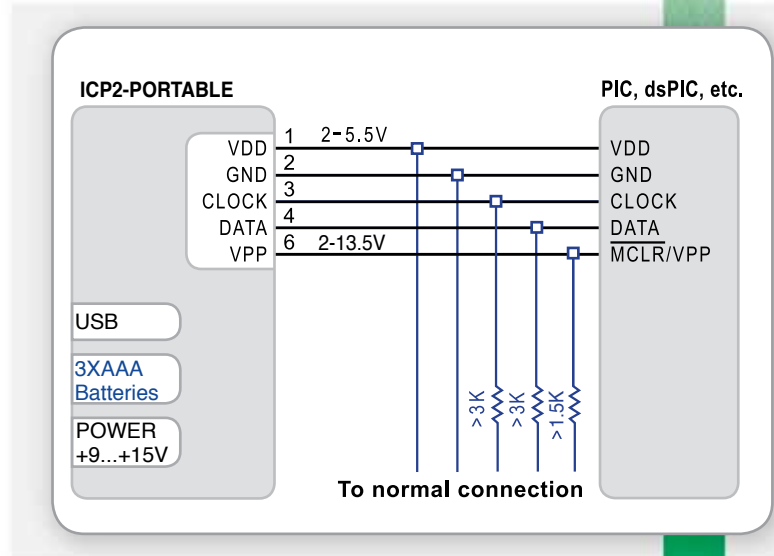 ICP2-PORTABLE
PIC, dsPIC, etc.
VDD 1 2-5.5V VDD
GND 2 GND
CLOCK 3 CLOCK
DATA 4 DATA
VPP 6 2-13.5V MCLR/VPP
USB
3XAAA
Batteries
POWER
+9...+15V
>3K
>3K
>1.5K
To normal connection